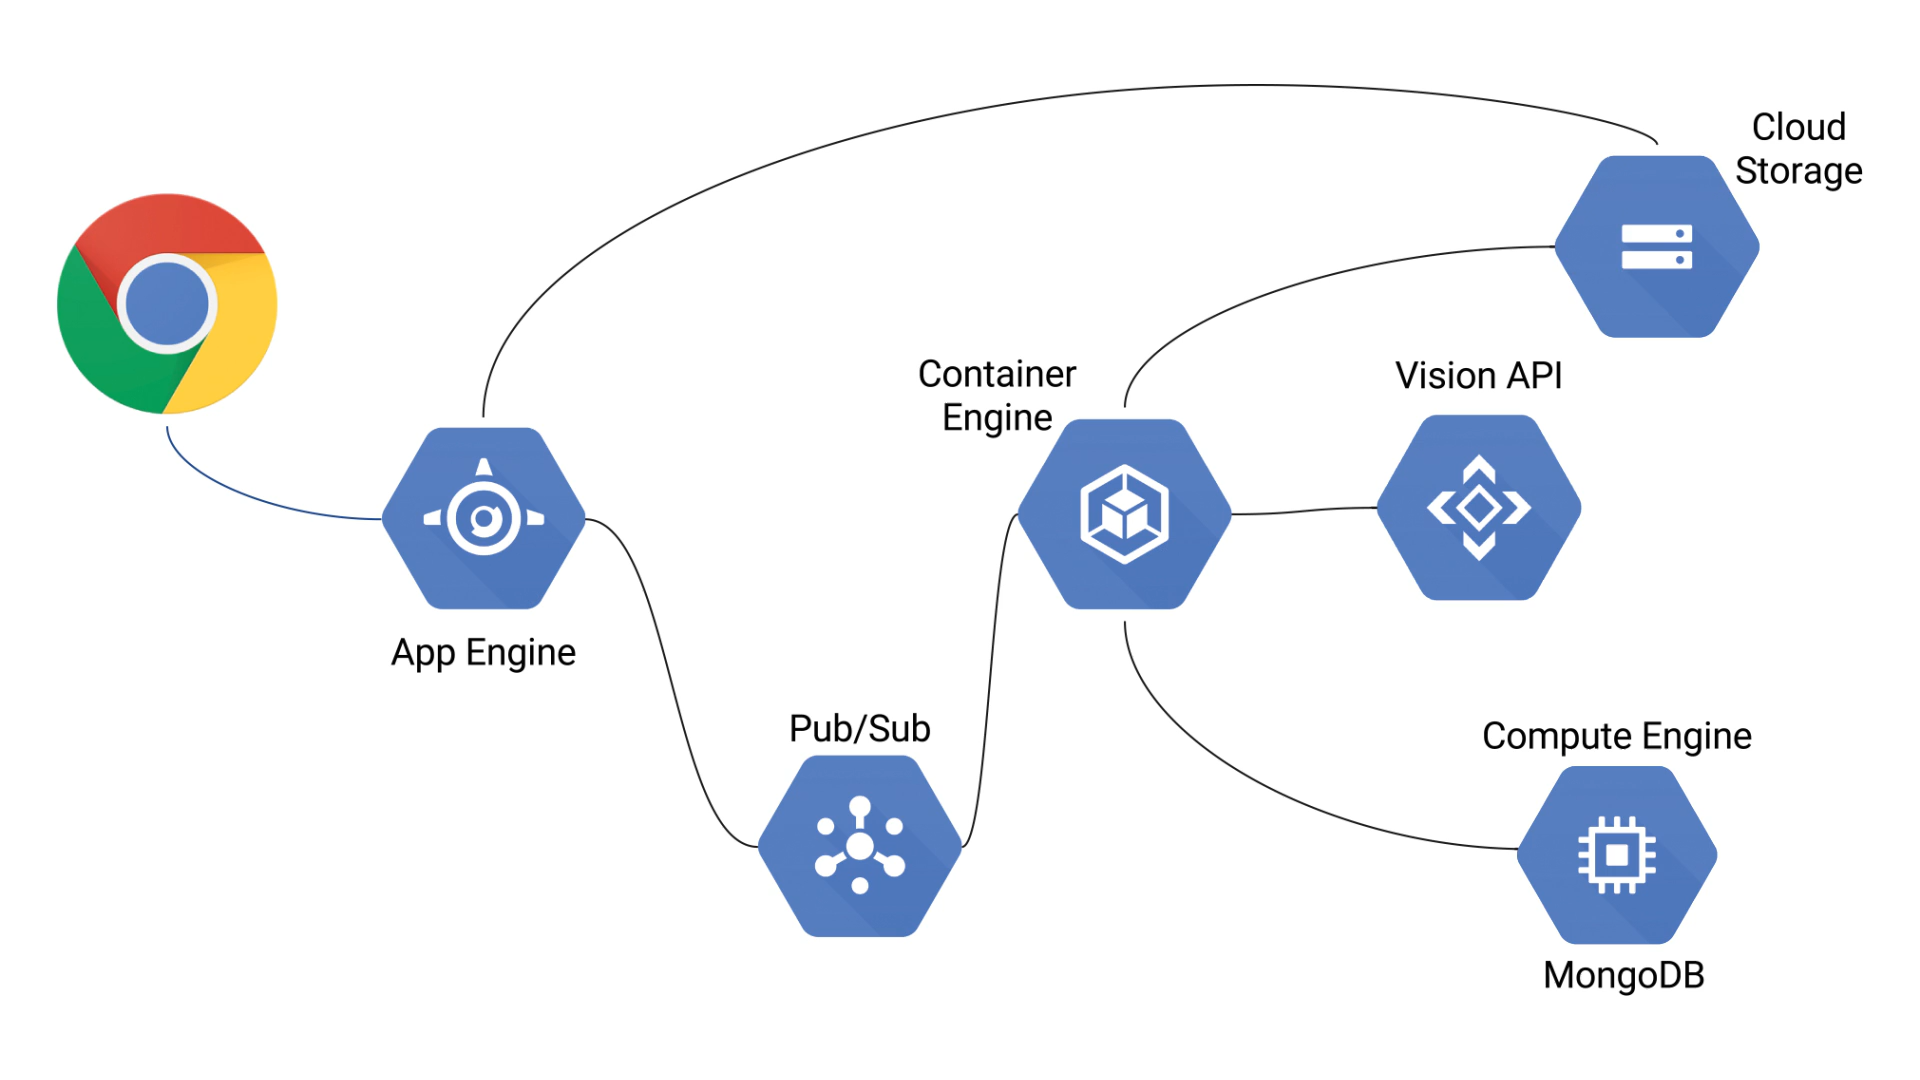 Cloud
Storage
Container
Engine
Vision API
App Engine
Pub/Sub
Compute Engine
MongoDB